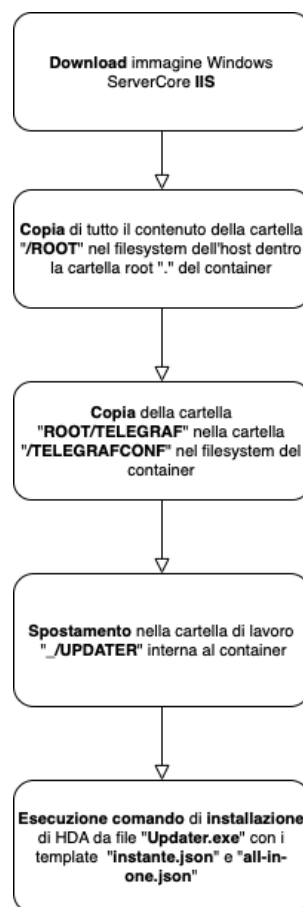 Download immagine Windows
ServerCore IIS
Copia di tutto il contenuto della cartella
"/ROOT" nel filesystem dell'host dentro
la cartella root "." del container
Copia della cartella
"ROOT/TELEGRAF" nella cartella
"/TELEGRAFCONF" nel filesystem del
container
Spostamento nella cartella di lavoro
"_/UPDATER" interna al container
Esecuzione comando di installazione
di HDA da file "Updater.exe" con i
template "instante.json" e "all-in-
one.json"